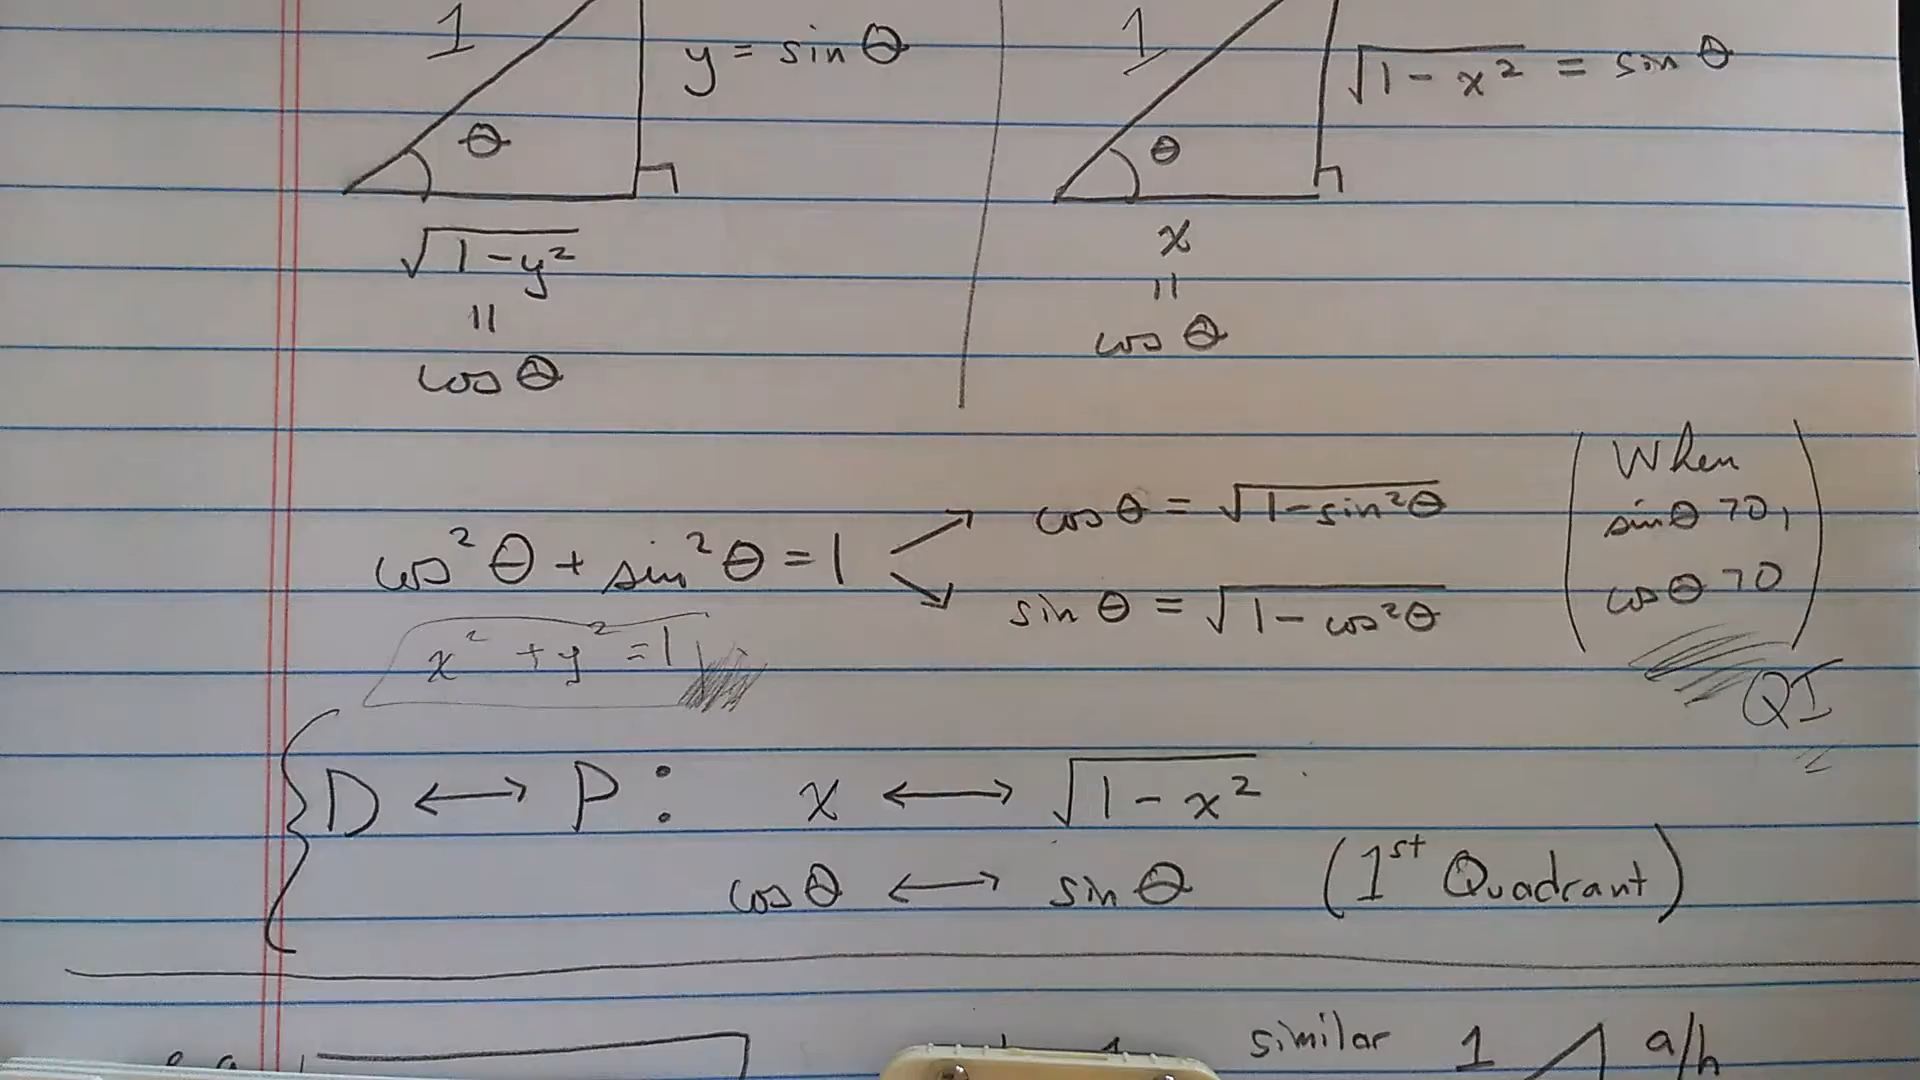 1 y = sin θ
θ
√1-y²
=
cos θ
1 √1-x² = sin θ
θ
x
=
cos θ
cos²θ + sin²θ = 1
cos θ = √1-sin²θ
sin θ = √1-cos²θ
(When
sin θ > 0,
cos θ > 0)
QI
x² + y² = 1
D ↔ P: x ↔ √1-x²
cos θ ↔ sin θ (1st Quadrant)
similar 1 a/h